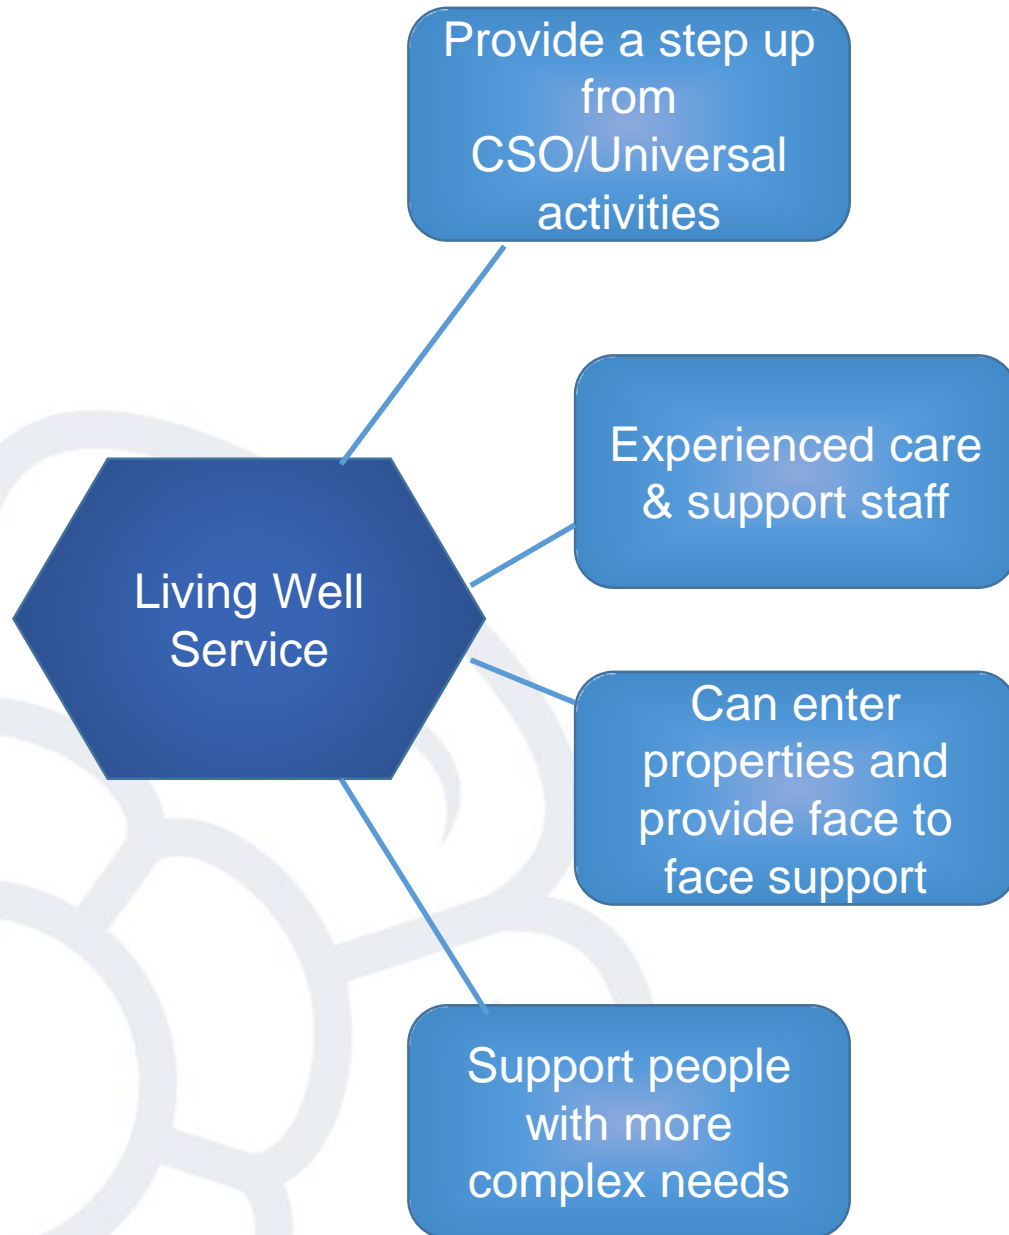 Provide a step up
from
CSO/Universal
activities
Experienced care
& support staff
Living Well
Service
Can enter
properties and
provide face to
face support
Support people
with more
complex needs